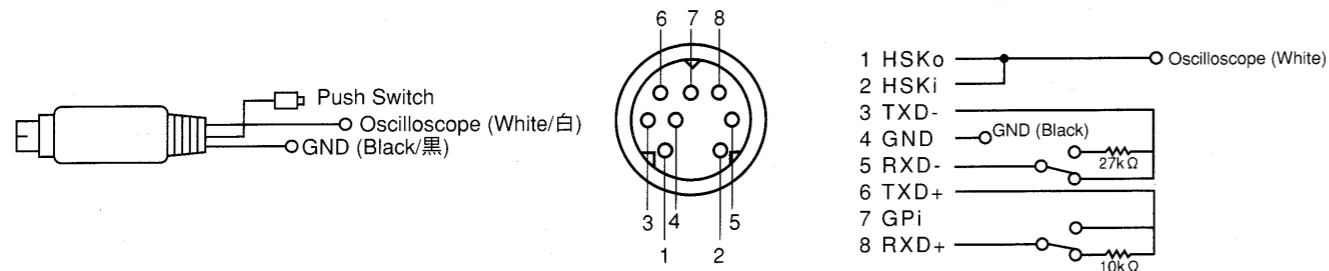 Push Switch
Oscilloscope (White/白)
GND (Black/黒)
6 7 8
3 4 5
1 2
1 HSKo
Oscilloscope (White)
2 HSKi
3 TXD-
4 GND
GND (Black)
27kΩ
5 RXD-
6 TXD+
7 GPi
8 RXD+
10kΩ